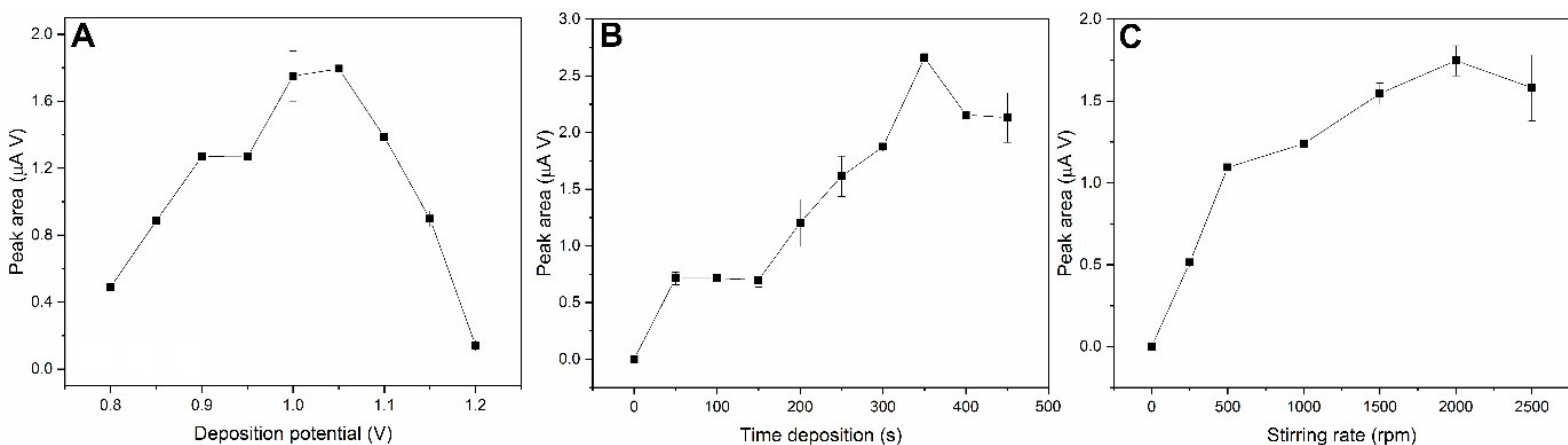 A
Peak area (µA V)
2.0
1.6
1.2
0.8
0.4
0.0
0.8 0.9 1.0 1.1 1.2
Deposition potential (V)
B
Peak area (µA V)
3.0
2.5
2.0
1.5
1.0
0.5
0.0
0 100 200 300 400 500
Time deposition (s)
C
Peak area (µA V)
2.0
1.5
1.0
0.5
0.0
0 500 1000 1500 2000 2500
Stirring rate (rpm)